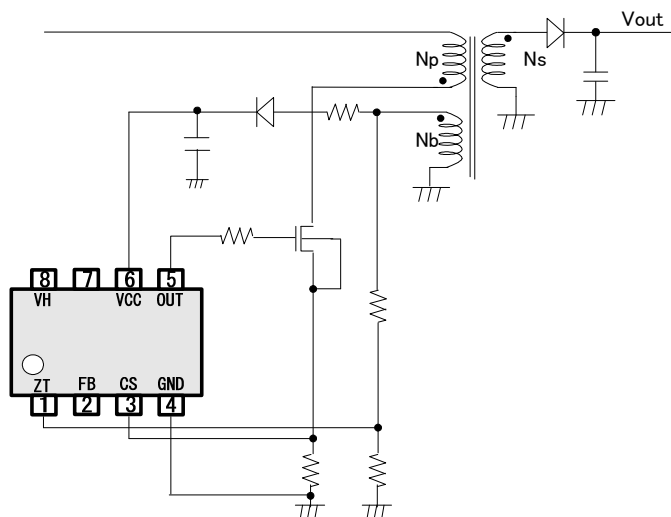 Vout
Np
Ns
Nb
8 7 6 5
VH VCC OUT
ZT FB CS GND
1 2 3 4